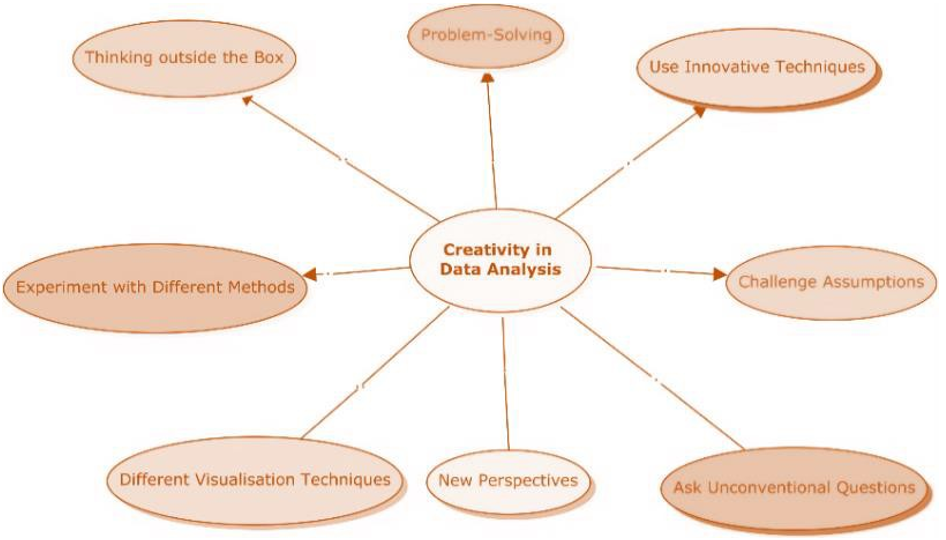 Problem-Solving
Thinking outside the Box
Use Innovative Techniques
Creativity in
Data Analysis
Experiment with Different Methods
Challenge Assumptions
Different Visualisation Techniques
New Perspectives
Ask Unconventional Questions